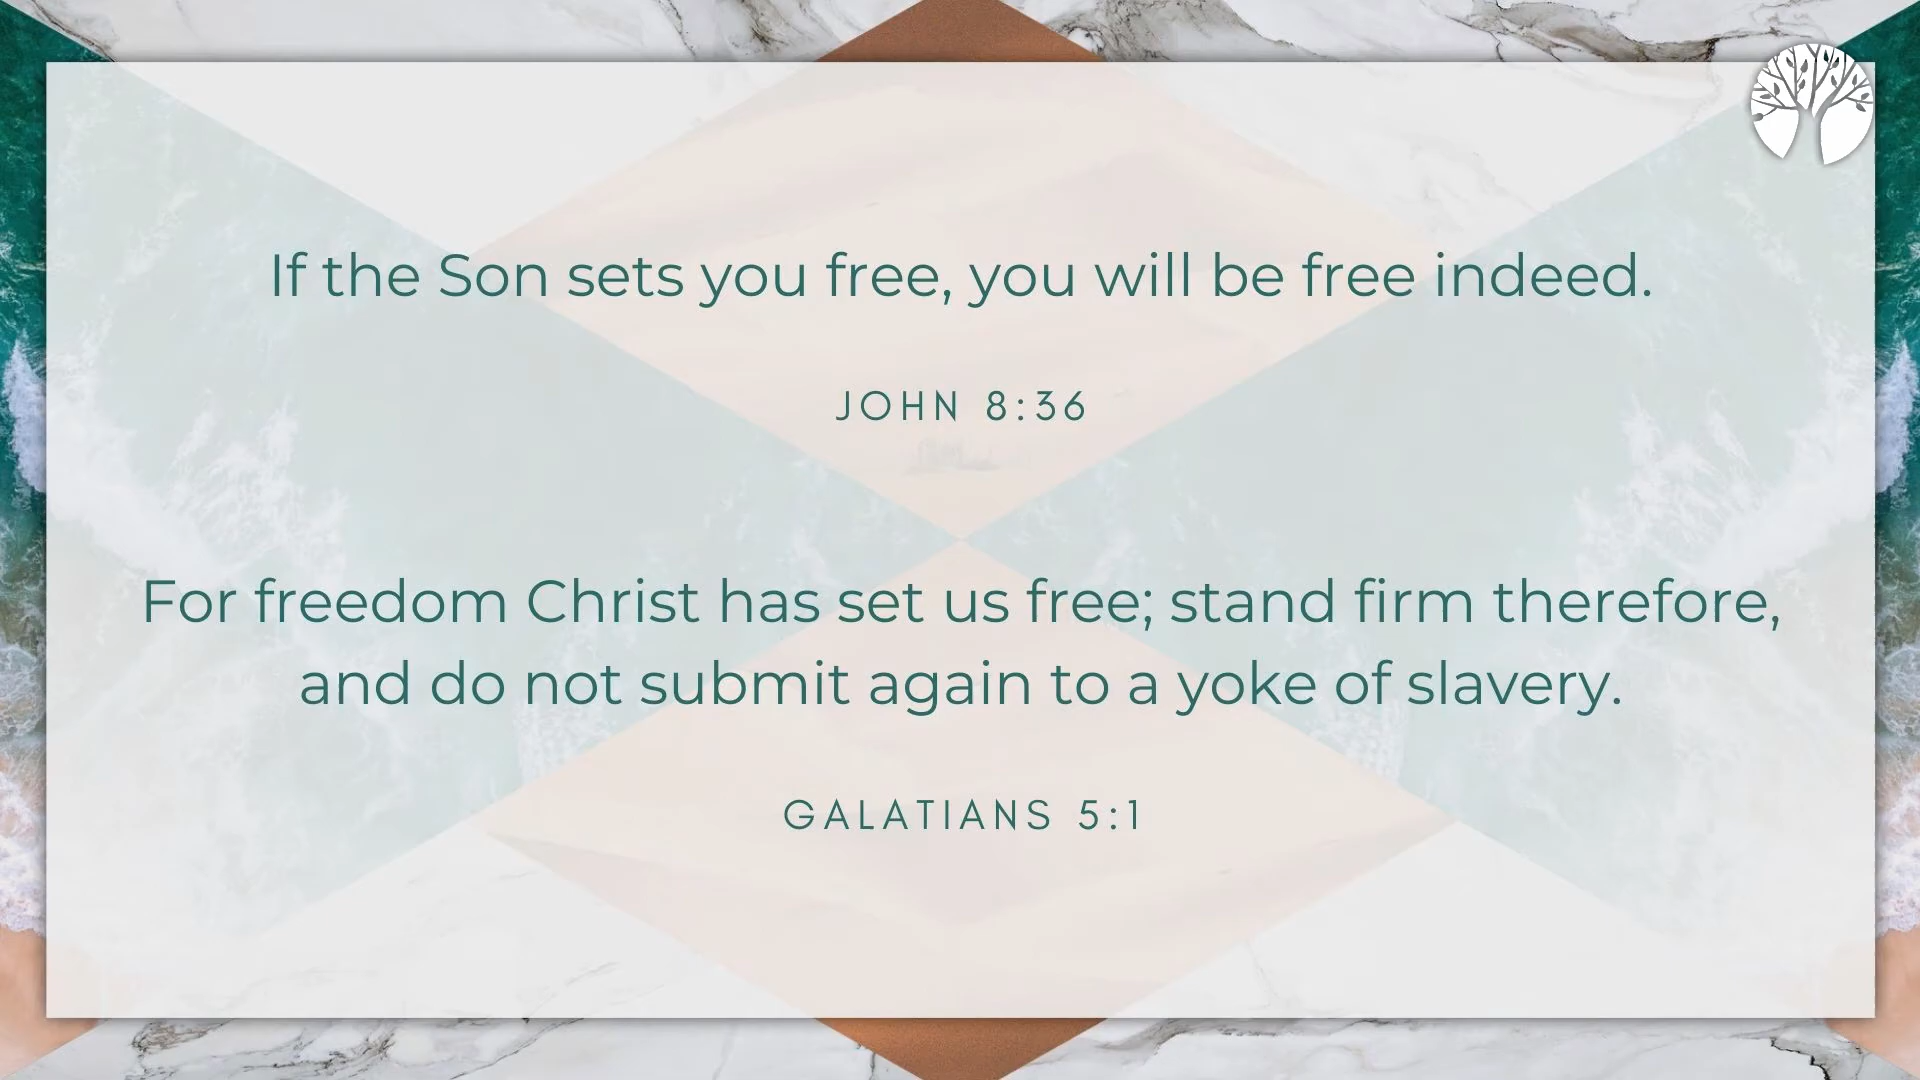 If the Son sets you free, you will be free indeed.
JOHN 8:36
For freedom Christ has set us free; stand firm therefore,
and do not submit again to a yoke of slavery.
GALATIANS 5:1